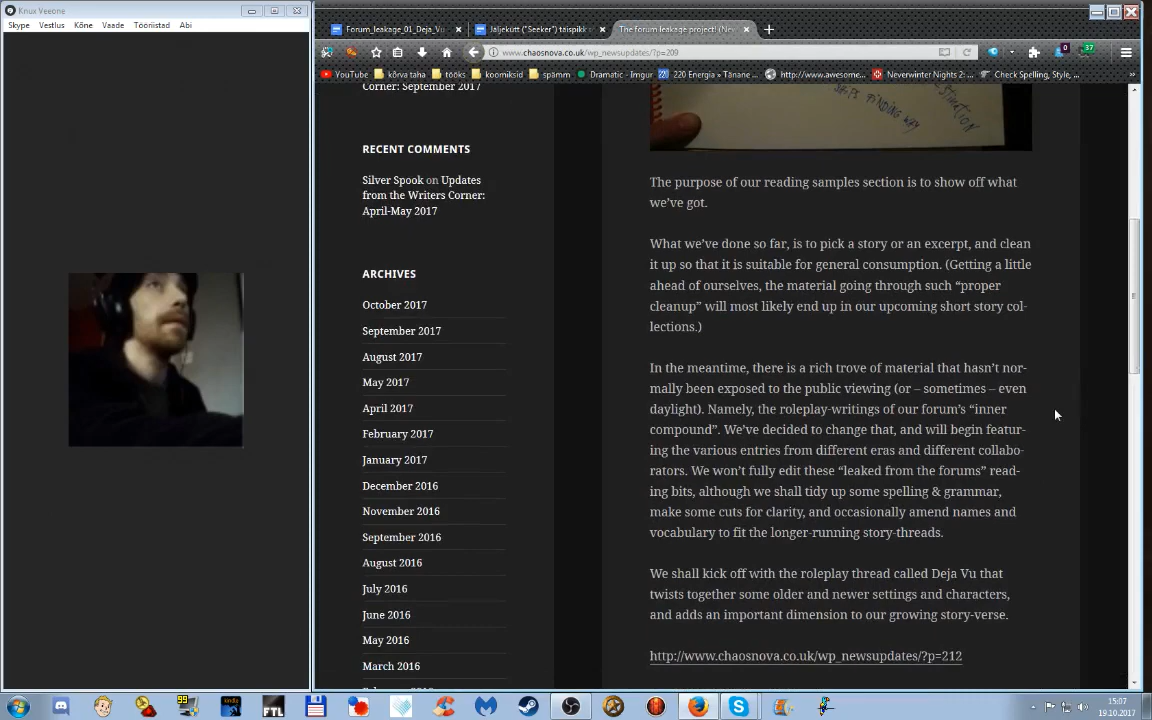 Knux Veeone
Skype Vestlus Kõne Vaade Tööriistad Abi
Forum_leakage_01_Deja_Vu
Jäljekütt ("Seeker") täispikk
The forum leakage project! (Nev
www.chaosnova.co.uk/wp_newsupdates/?p=209
0
37
YouTube kõrva taha tööks koomiksid spämm Dramatic - Imgur 220 Energia » Tänane ... http://www.awesome... Neverwinter Nights 2: ... Check Spelling, Style, ...
Corner: September 2017
RECENT COMMENTS
Silver Spook on Updates
from the Writers Corner:
April-May 2017
ARCHIVES
October 2017
September 2017
August 2017
May 2017
April 2017
February 2017
January 2017
December 2016
November 2016
September 2016
August 2016
July 2016
June 2016
May 2016
March 2016
SHIPS FINDING WAY
The purpose of our reading samples section is to show off what
we've got.
What we've done so far, is to pick a story or an excerpt, and clean
it up so that it is suitable for general consumption. (Getting a little
ahead of ourselves, the material going through such “proper
cleanup” will most likely end up in our upcoming short story col-
lections.)
In the meantime, there is a rich trove of material that hasn't nor-
mally been exposed to the public viewing (or – sometimes – even
daylight). Namely, the roleplay-writings of our forum's “inner
compound”. We've decided to change that, and will begin featur-
ing the various entries from different eras and different collabo-
rators. We won't fully edit these “leaked from the forums” read-
ing bits, although we shall tidy up some spelling & grammar,
make some cuts for clarity, and occasionally amend names and
vocabulary to fit the longer-running story-threads.
We shall kick off with the roleplay thread called Deja Vu that
twists together some older and newer settings and characters,
and adds an important dimension to our growing story-verse.
http://www.chaosnova.co.uk/wp_newsupdates/?p=212
99
kindle
FTL
15:07
19.10.2017